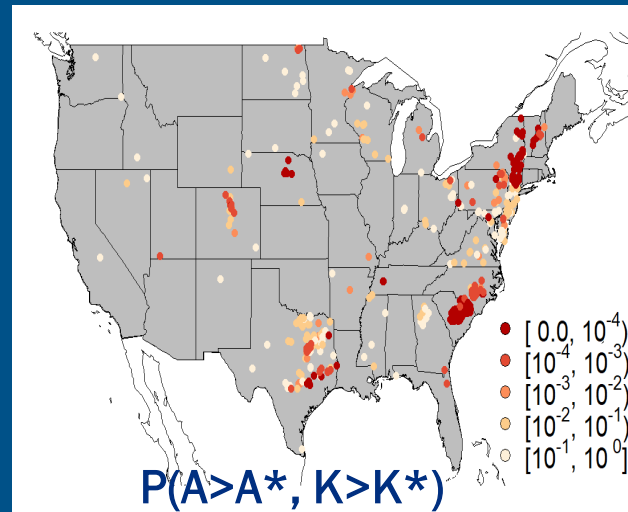 [ 0.0, 10⁻⁴)
[10⁻⁴, 10⁻³)
[10⁻³, 10⁻²)
[10⁻², 10⁻¹)
[10⁻¹, 10⁰]
P(A>A*, K>K*)